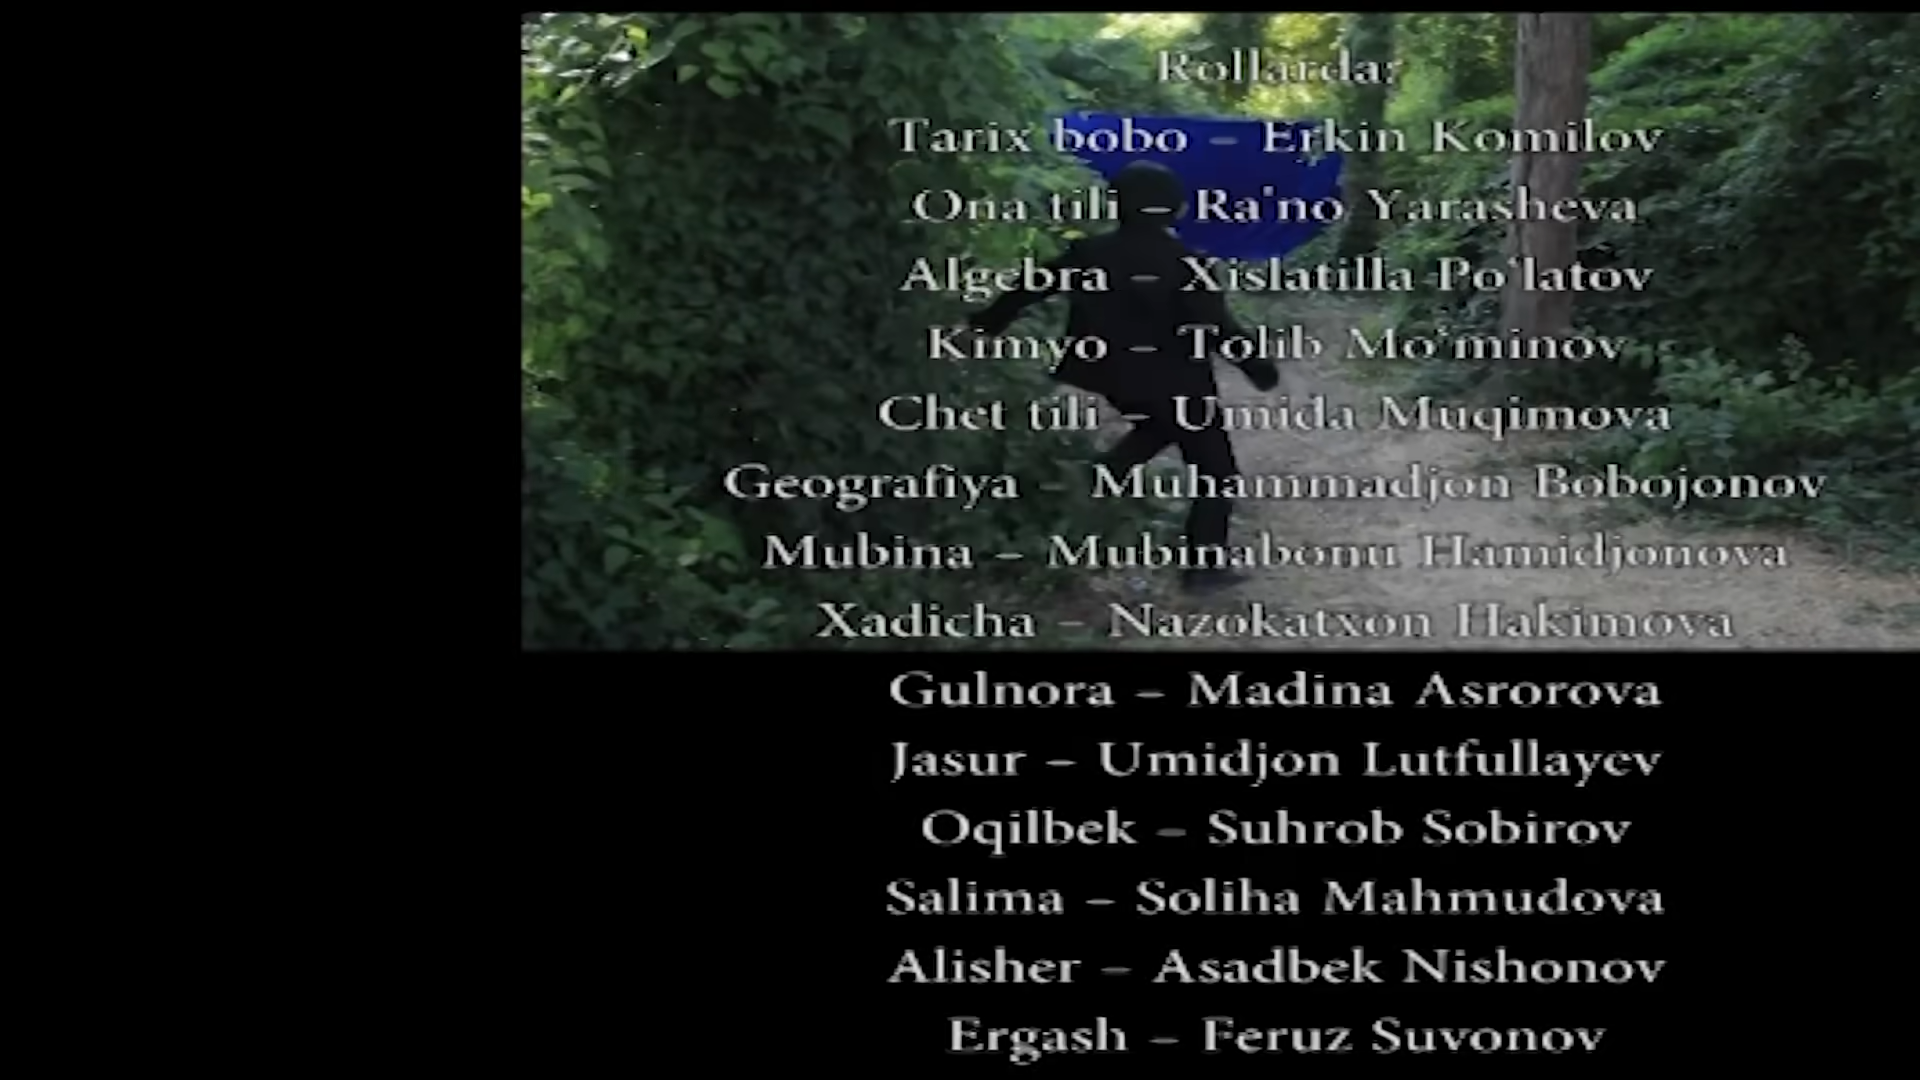 Rollarda:
Tarix bobo – Erkin Komilov
Ona tili – Ra'no Yarasheva
Algebra – Xislatilla Po‘latov
Kimyo – Tolib Mo‘minov
Chet tili – Umida Muqimova
Geografiya – Muhammadjon Bobojonov
Mubina – Mubinabonu Hamidjonova
Xadicha – Nazokatxon Hakimova
Gulnora – Madina Asrorova
Jasur – Umidjon Lutfullayev
Oqilbek – Suhrob Sobirov
Salima – Soliha Mahmudova
Alisher – Asadbek Nishonov
Ergash – Feruz Suvonov